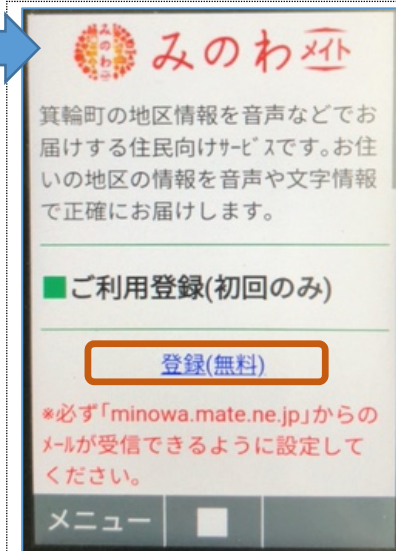 みのわ
みのわメイト
箕輪町の地区情報を音声などでお
届けする住民向けｻｰﾋﾞｽです。お住
いの地区の情報を音声や文字情報
で正確にお届けします。
■ご利用登録(初回のみ)
登録(無料)
※必ず｢minowa.mate.ne.jp｣からの
ﾒｰﾙが受信できるように設定して
ください。
メニュー